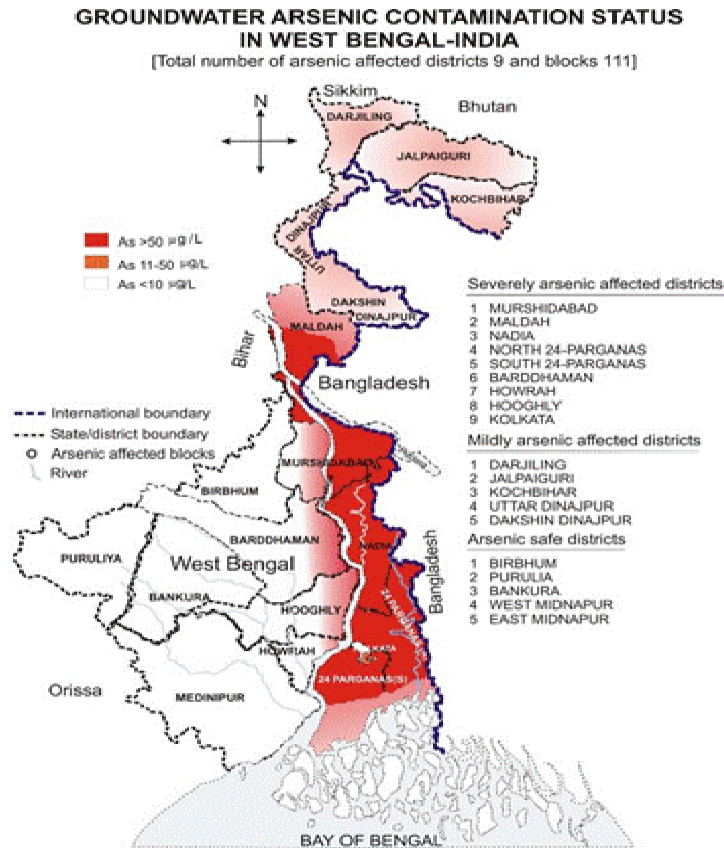 GROUNDWATER ARSENIC CONTAMINATION STATUS
IN WEST BENGAL-INDIA
[Total number of arsenic affected districts 9 and blocks 111]
Sikkim
N
Bhutan
DARJILING
JALPAIGURI
KOCHBIHAR
UTTAR DINAJPUR
As >50 µg/L
As 11-50 µg/L
As <10 µg/L
DAKSHIN
DINAJPUR
MALDAH
Bihar
Bangladesh
Severely arsenic affected districts
1 MURSHIDABAD
2 MALDAH
3 NADIA
4 NORTH 24-PARGANAS
5 SOUTH 24-PARGANAS
6 BARDDHAMAN
7 HOWRAH
8 HOOGHLY
9 KOLKATA
Mildly arsenic affected districts
1 DARJILING
2 JALPAIGURI
3 KOCHBIHAR
4 UTTAR DINAJPUR
5 DAKSHIN DINAJPUR
Arsenic safe districts
1 BIRBHUM
2 PURULIA
3 BANKURA
4 WEST MIDNAPUR
5 EAST MIDNAPUR
International boundary
State/district boundary
Arsenic affected blocks
River
MURSHIDABAD
BIRBHUM
BARDDHAMAN
PURULIYA
West Bengal
NADIA
BANKURA
HOOGHLY
Bangladesh
HOWRAH
24 PARGANAS(S)
MEDINIPUR
Orissa
BAY OF BENGAL